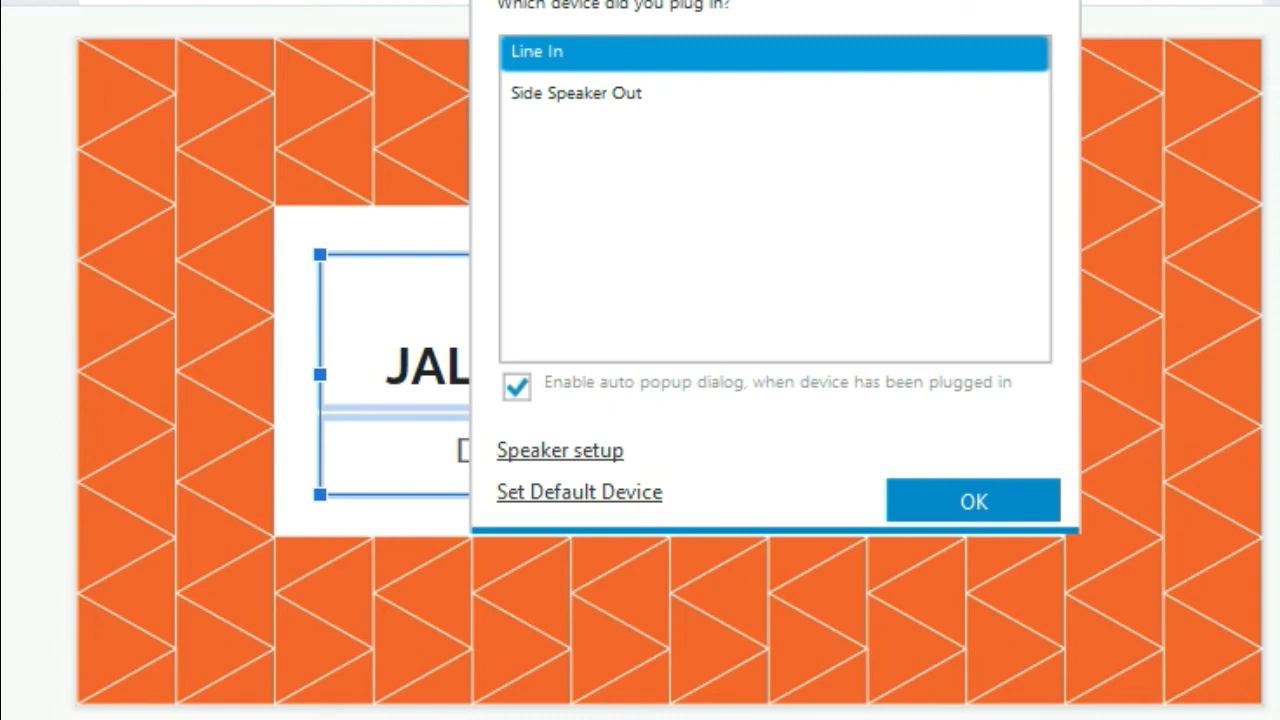 Which device did you plug in?
Line In
Side Speaker Out
JAL
Enable auto popup dialog, when device has been plugged in
D
Speaker setup
Set Default Device
OK